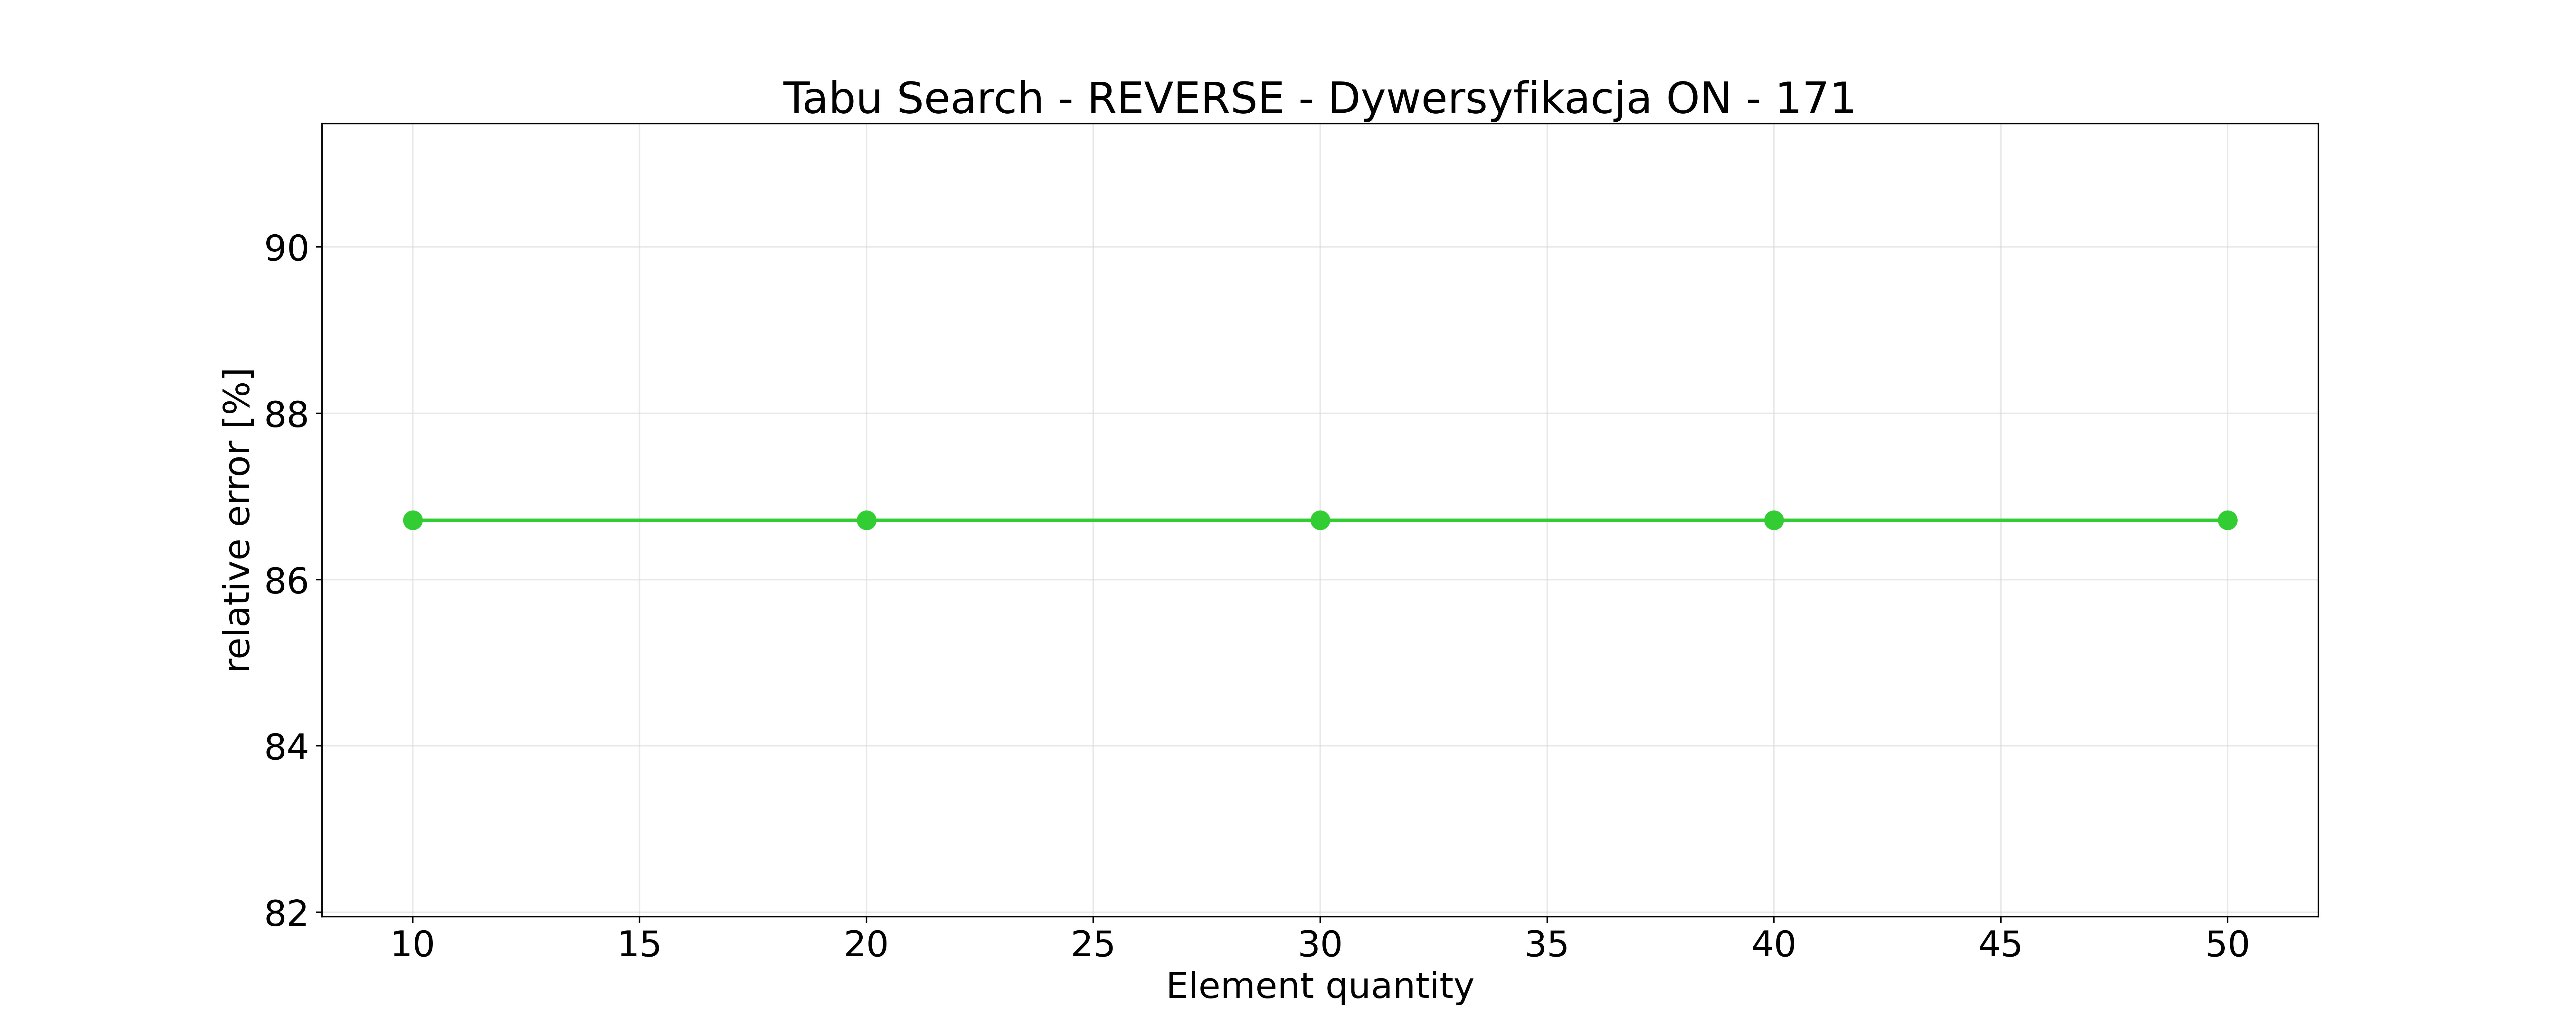 Tabu Search - REVERSE - Dywersyfikacja ON - 171
relative error [%]
90
88
86
84
82
10 15 20 25 30 35 40 45 50
Element quantity